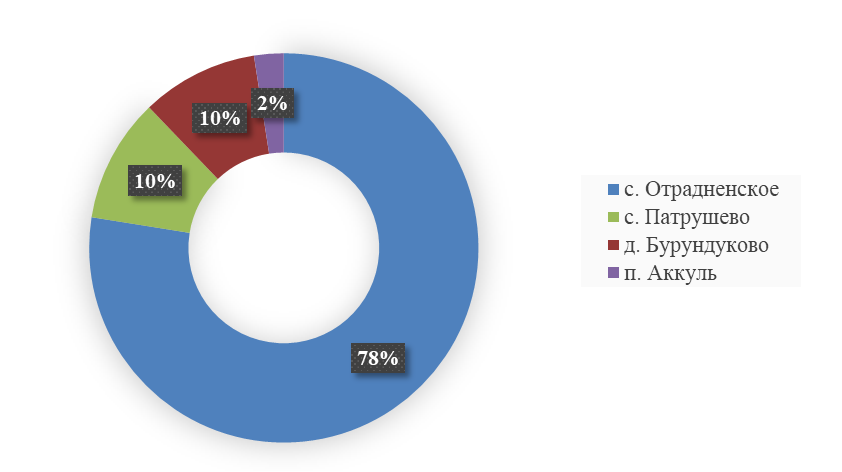 2%
10%
10%
78%
с. Отрадненское
с. Патрушево
д. Бурундуково
п. Аккуль